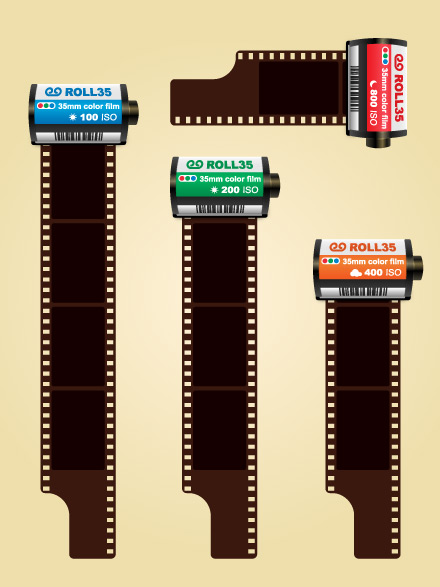 ROLL35
35mm color film
100 ISO
ROLL35
35mm color film
800 ISO
ROLL35
35mm color film
200 ISO
ROLL35
35mm color film
400 ISO